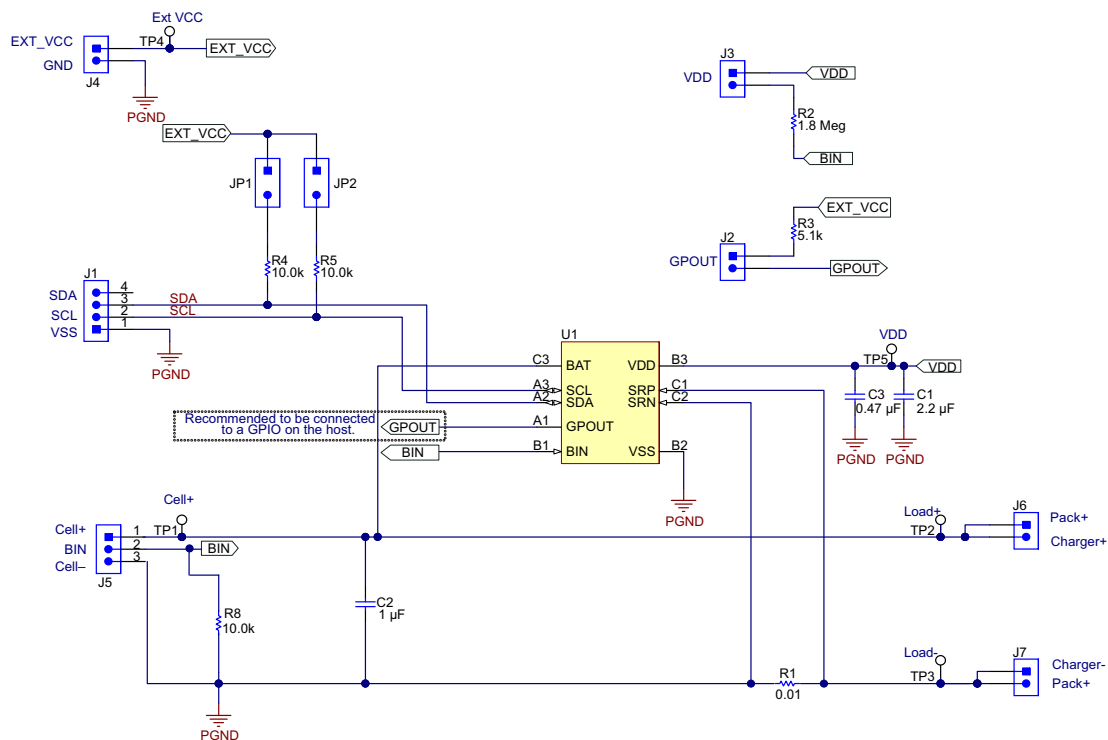 Ext VCC
EXT_VCC
TP4
EXT_VCC
GND
J4
PGND
J3
VDD
VDD
R2
1.8 Meg
BIN
EXT_VCC
JP1
JP2
R4
10.0k
R5
10.0k
EXT_VCC
R3
5.1k
J2
GPOUT
GPOUT
J1
SDA
SCL
VSS
4
3
2
1
SDA
SCL
PGND
U1
C3
BAT
VDD
B3
A3
SCL
SRP
C1
A2
SDA
SRN
C2
A1
GPOUT
B1
BIN
VSS
B2
PGND
VDD
TP5
VDD
C3
0.47 µF
C1
2.2 µF
PGND
PGND
Recommended to be connected
to a GPIO on the host.
GPOUT
BIN
Cell+
Cell+
BIN
Cell–
J5
1
2
3
TP1
BIN
R8
10.0k
C2
1 µF
PGND
Load+
TP2
J6
Pack+
Charger+
R1
0.01
Load-
TP3
J7
Charger-
Pack+